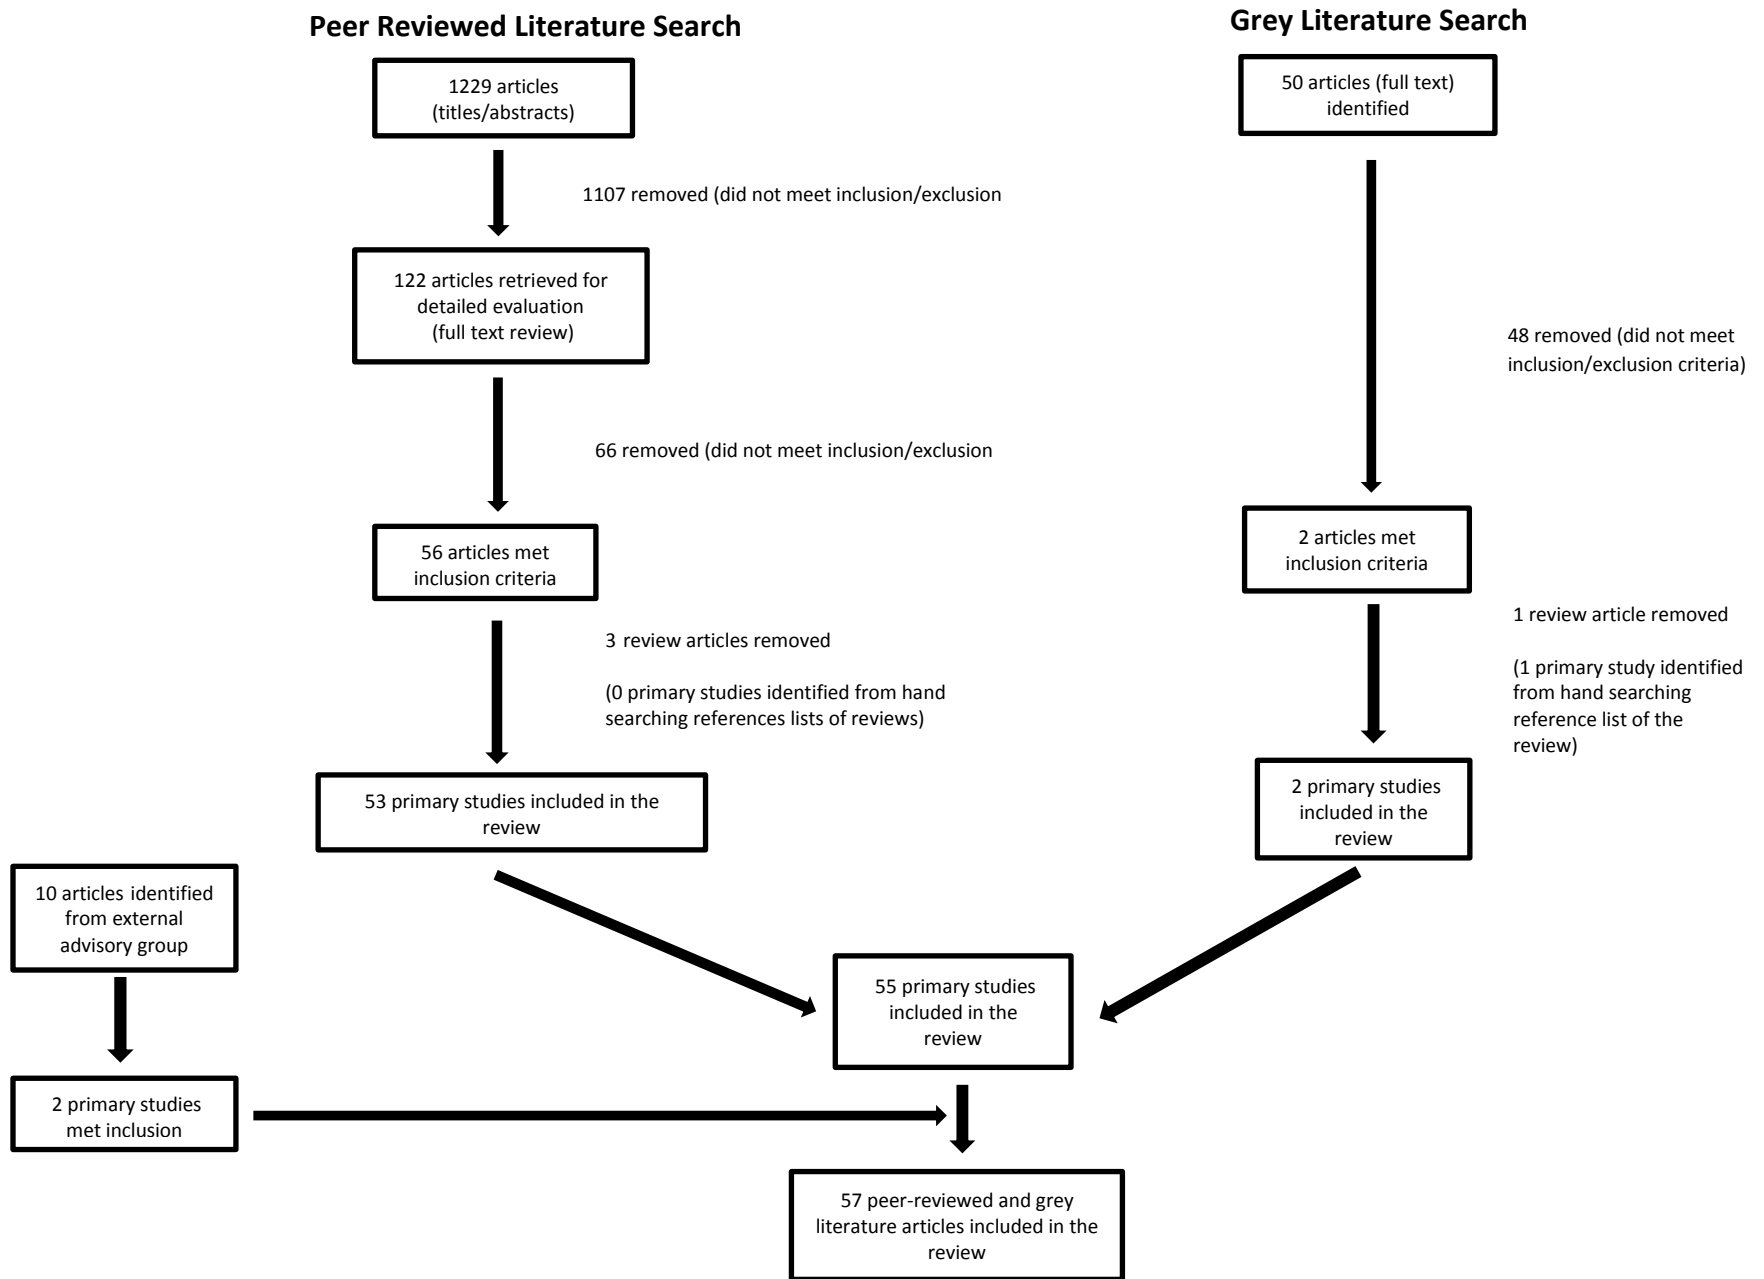 Peer Reviewed Literature Search
1229 articles
(titles/abstracts)
1107 removed (did not meet inclusion/exclusion
122 articles retrieved for
detailed evaluation
(full text review)
66 removed (did not meet inclusion/exclusion
56 articles met
inclusion criteria
3 review articles removed
(0 primary studies identified from hand
searching references lists of reviews)
53 primary studies included in the
review
Grey Literature Search
50 articles (full text)
identified
48 removed (did not meet
inclusion/exclusion criteria)
2 articles met
inclusion criteria
1 review article removed
(1 primary study identified
from hand searching
reference list of the
review)
2 primary studies
included in the
review
10 articles identified
from external
advisory group
2 primary studies
met inclusion
55 primary studies
included in the
review
57 peer-reviewed and grey
literature articles included in the
review